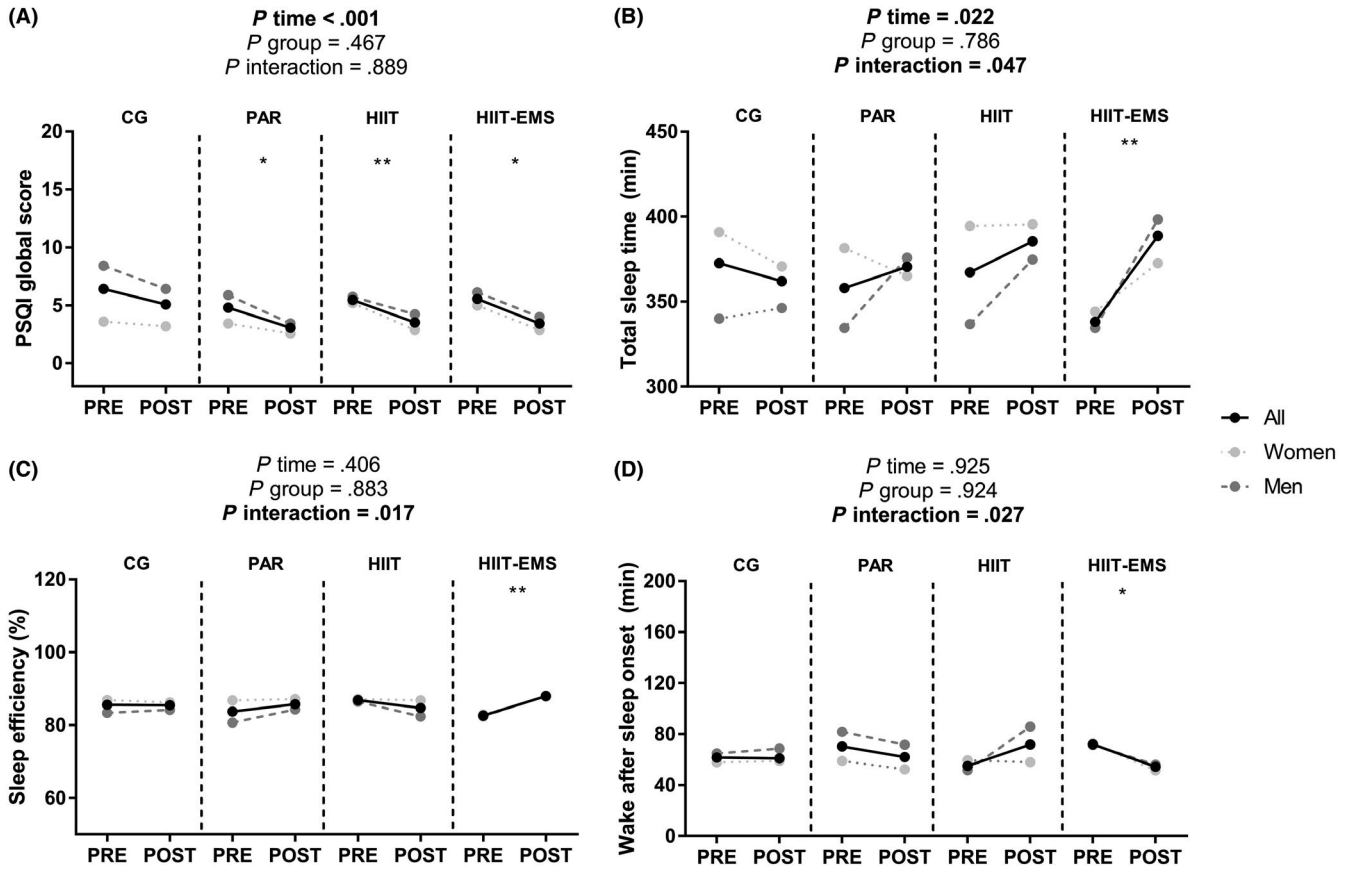 (A)
P time < .001
P group = .467
P interaction = .889
CG PAR HIIT HIIT-EMS
* ** *
20
15
10
5
0
PSQI global score
PRE POST PRE POST PRE POST PRE POST
(B)
P time = .022
P group = .786
P interaction = .047
CG PAR HIIT HIIT-EMS
**
450
400
350
300
Total sleep time (min)
PRE POST PRE POST PRE POST PRE POST
All
Women
Men
(C)
P time = .406
P group = .883
P interaction = .017
CG PAR HIIT HIIT-EMS
**
120
100
80
60
Sleep efficiency (%)
PRE POST PRE POST PRE POST PRE POST
(D)
P time = .925
P group = .924
P interaction = .027
CG PAR HIIT HIIT-EMS
*
200
160
120
80
40
0
Wake after sleep onset (min)
PRE POST PRE POST PRE POST PRE POST